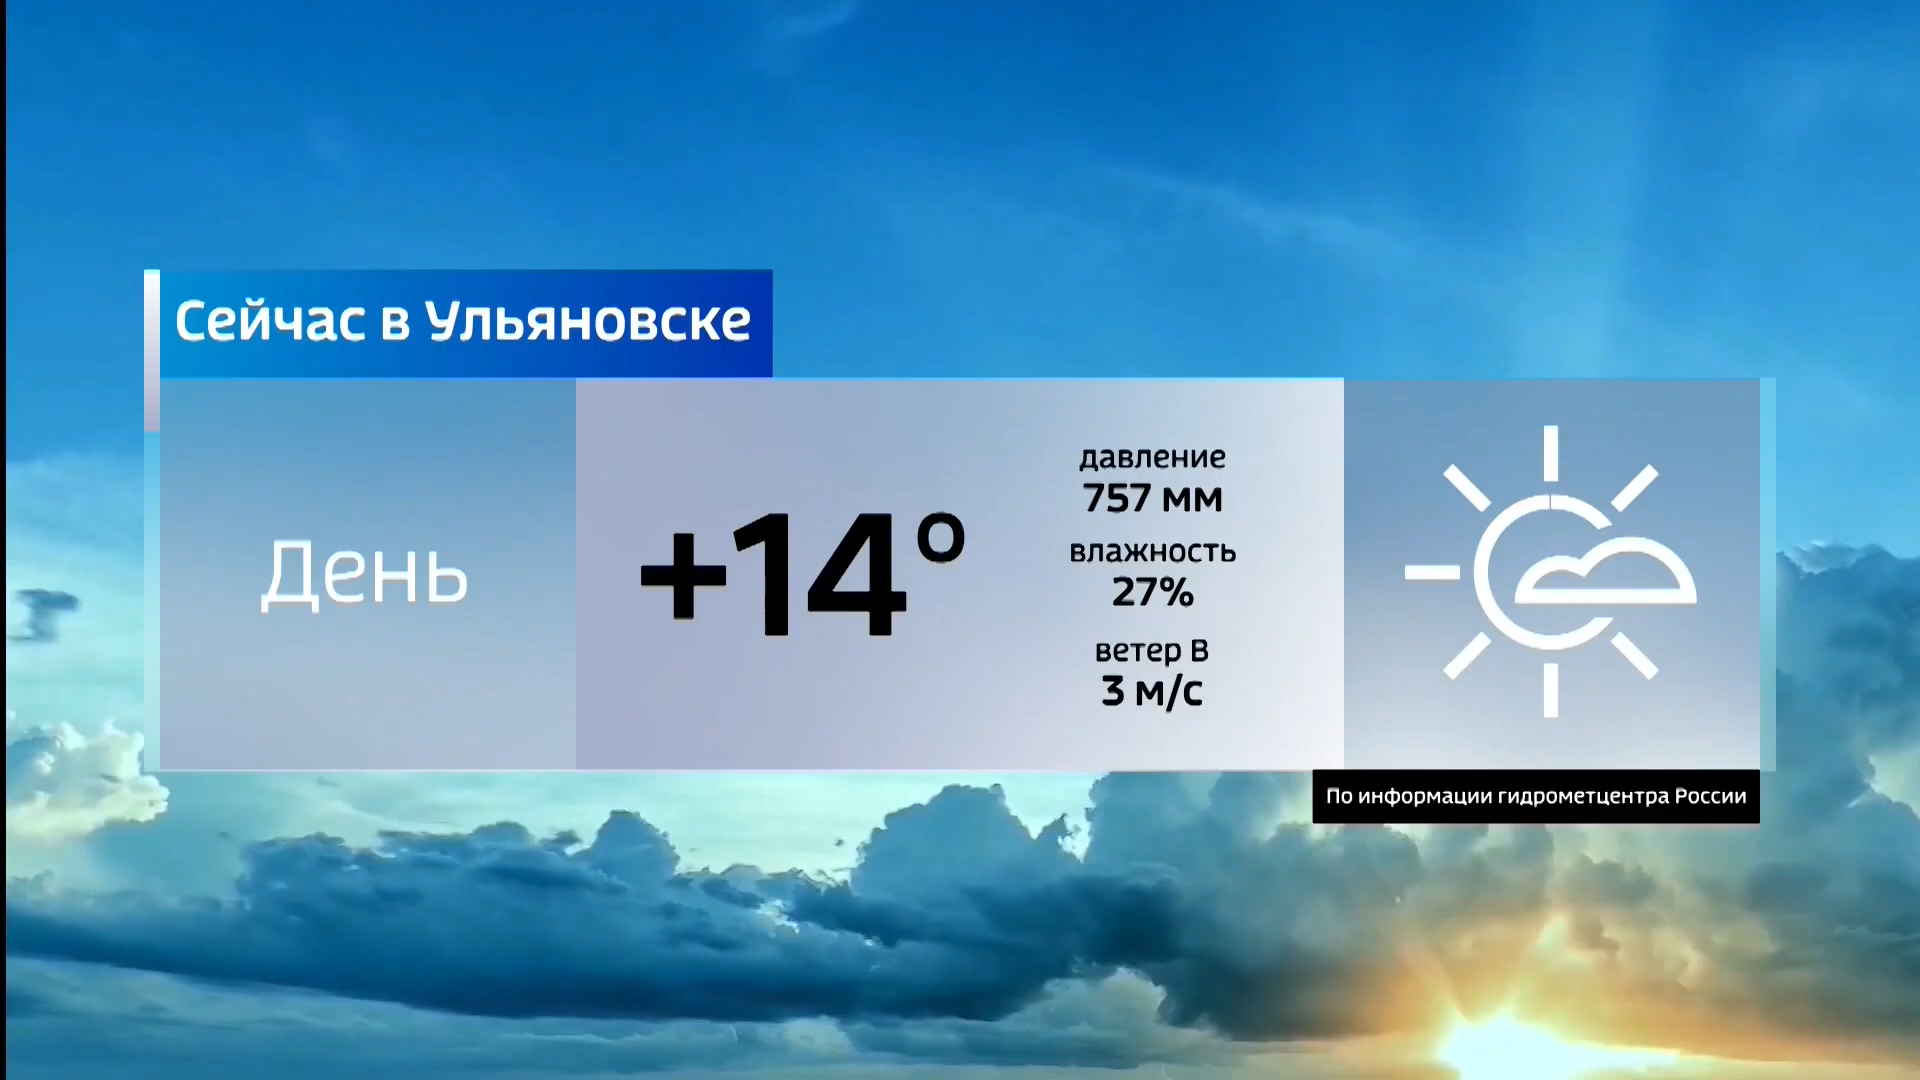 Сейчас в Ульяновске
День
+14°
давление
757 мм
влажность
27%
ветер В
3 м/с
По информации гидрометцентра России